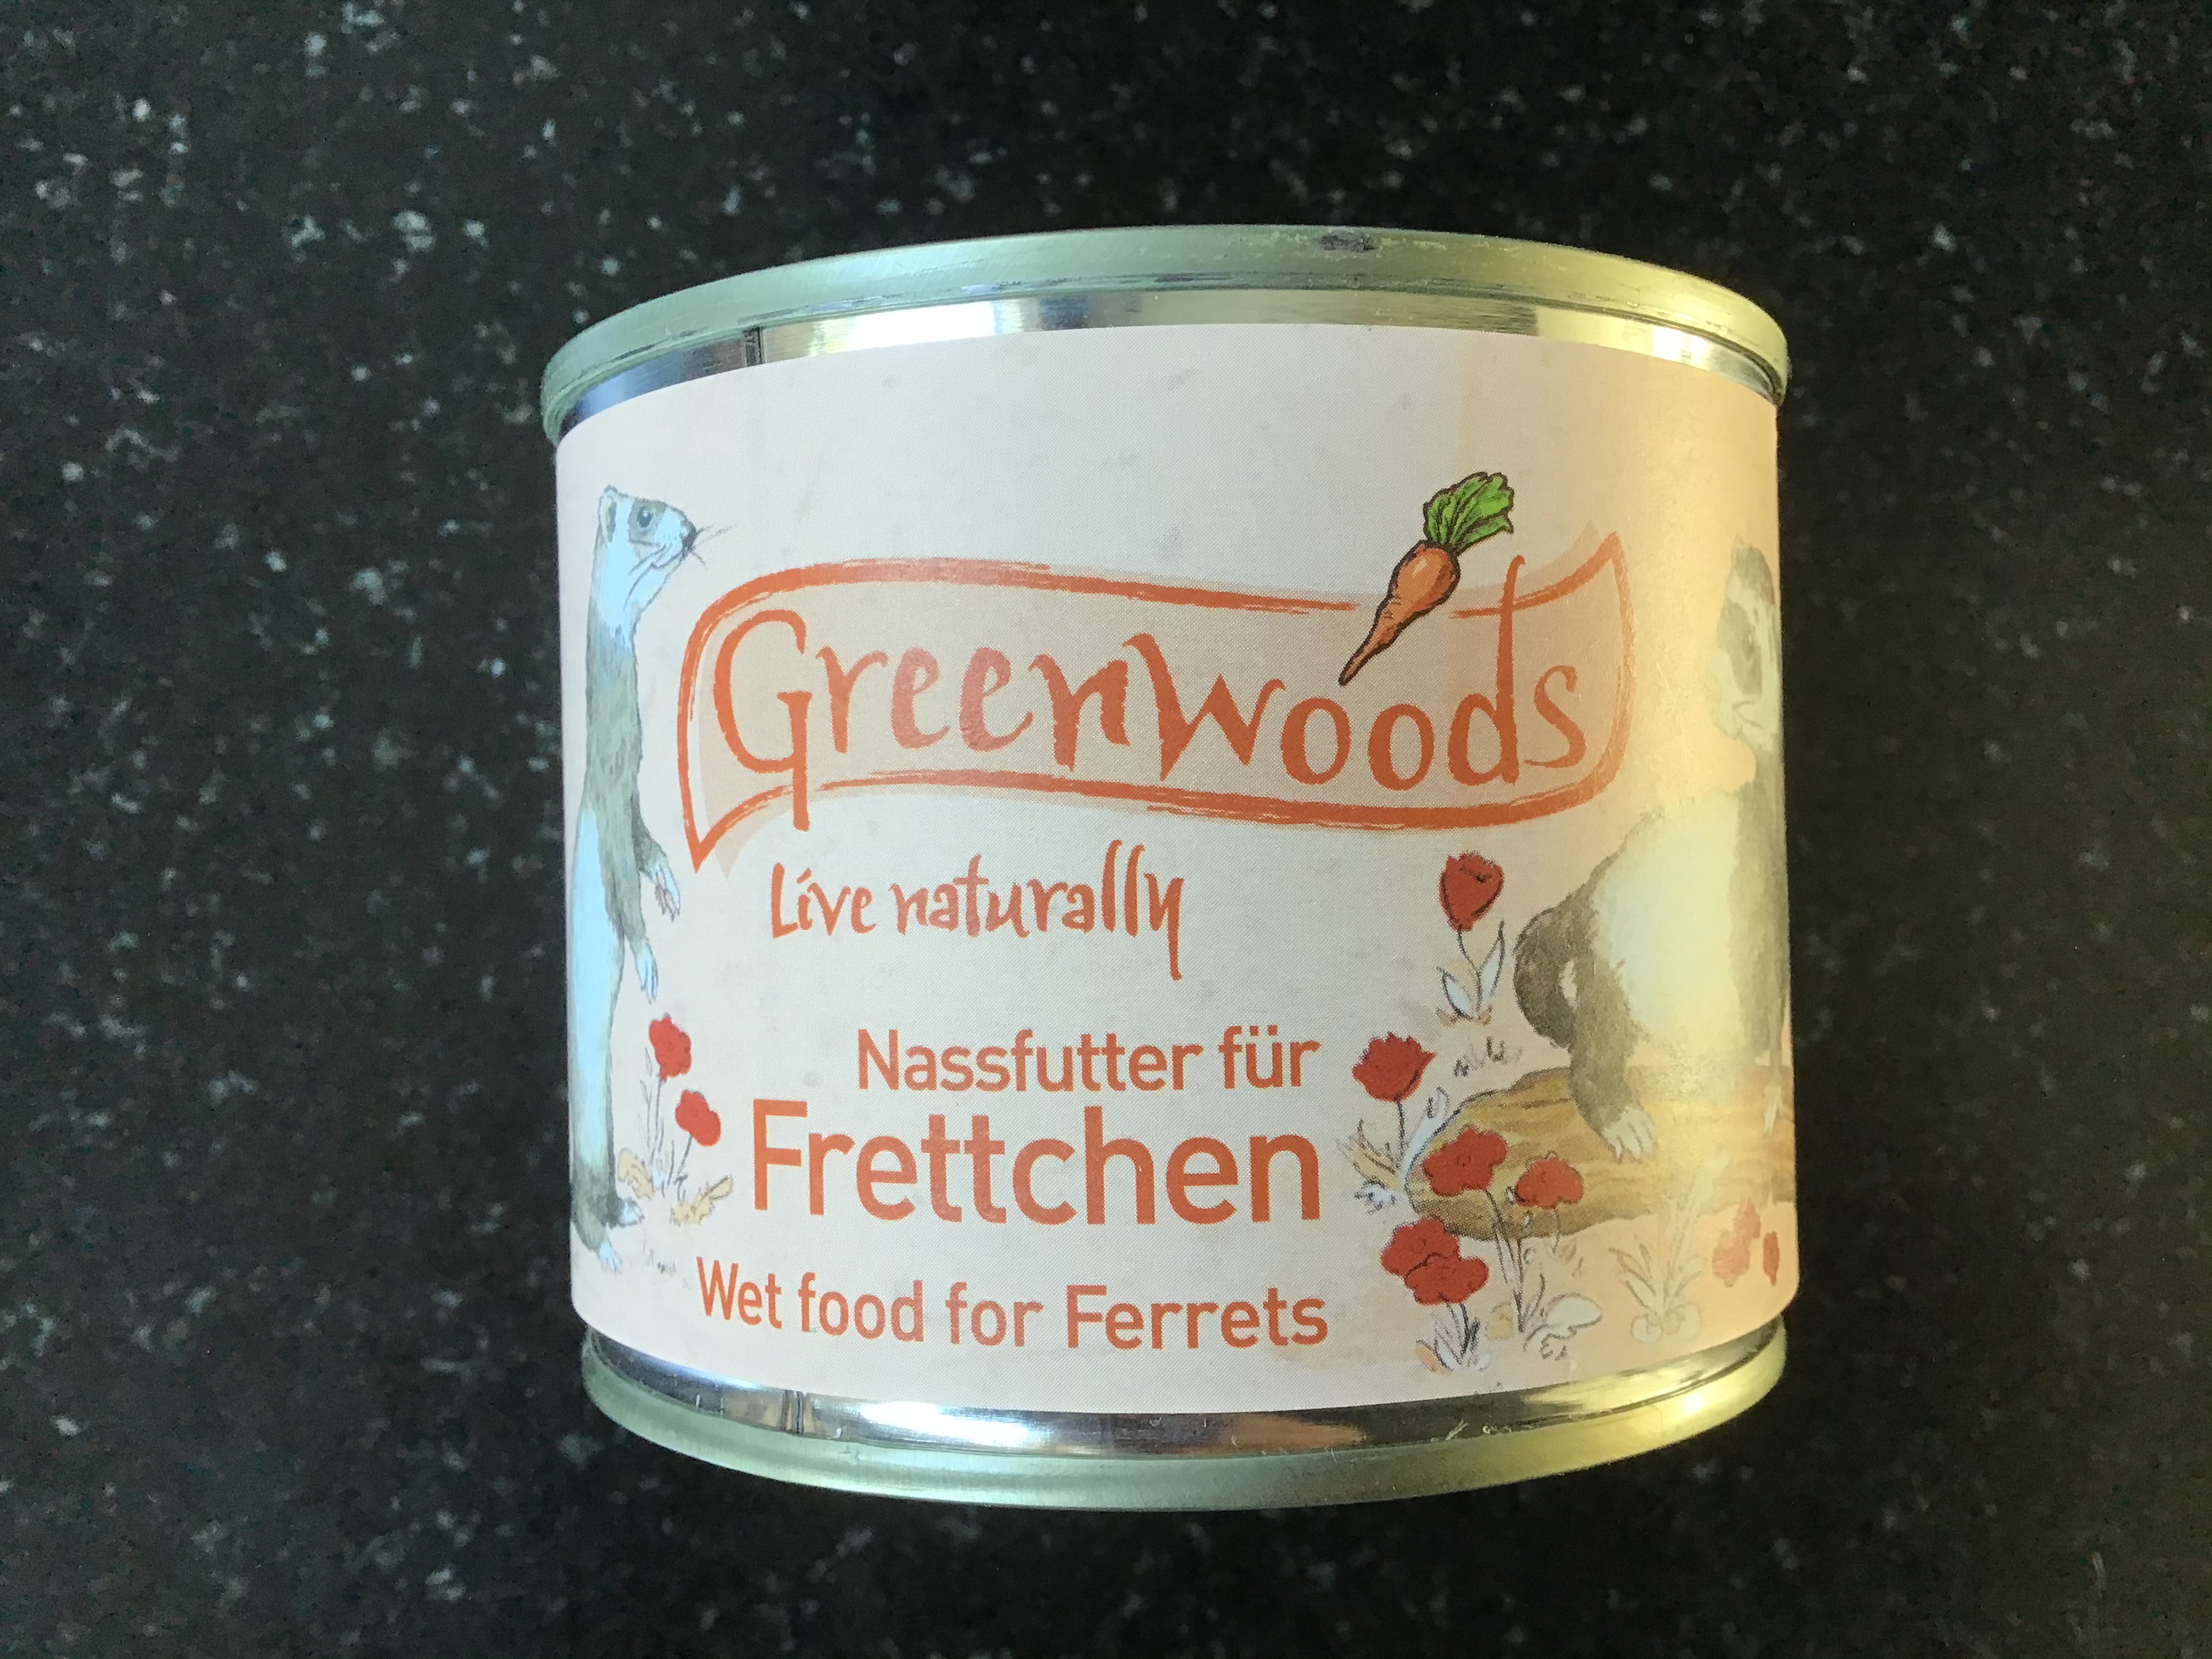 Greenwoods
Live naturally
Nassfutter für
Frettchen
Wet food for Ferrets